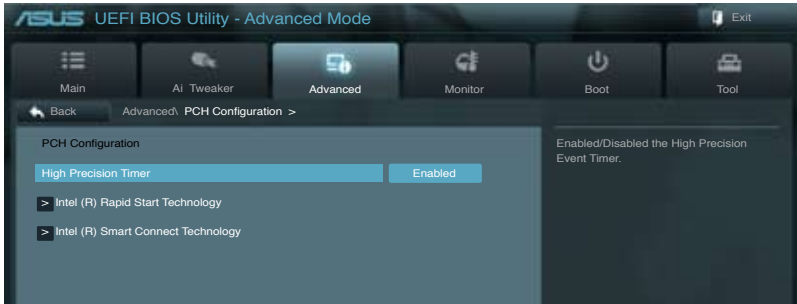 ASUS UEFI BIOS Utility - Advanced Mode
Exit
Main
Ai Tweaker
Advanced
Monitor
Boot
Tool
Back
Advanced\ PCH Configuration >
PCH Configuration
High Precision Timer
Enabled
> Intel (R) Rapid Start Technology
> Intel (R) Smart Connect Technology
Enabled/Disabled the High Precision
Event Timer.